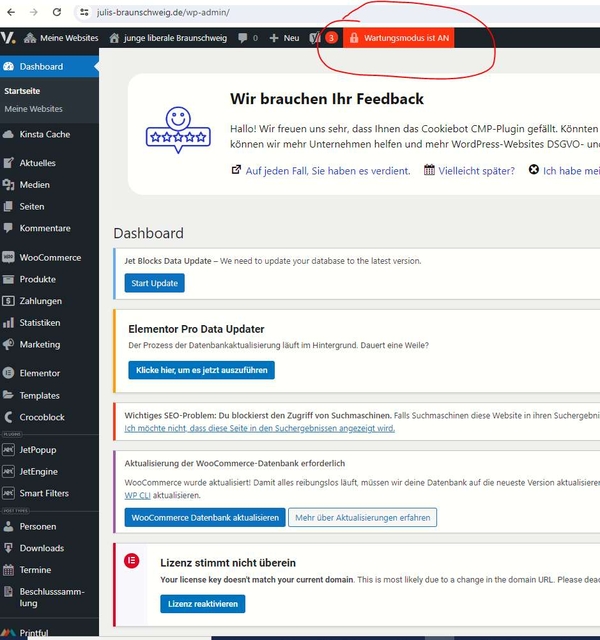 julis-braunschweig.de/wp-admin/
Meine Websites junge liberale Braunschweig 0 Neu 3 Wartungsmodus ist AN
Dashboard
Startseite
Meine Websites
Kinsta Cache
Aktuelles
Medien
Seiten
Kommentare
WooCommerce
Produkte
Zahlungen
Statistiken
Marketing
Elementor
Templates
Crocoblock
JetPopup
JetEngine
Smart Filters
Personen
Downloads
Termine
Beschlusssamm-
lung
Printful
Wir brauchen Ihr Feedback
Hallo! Wir freuen uns sehr, dass Ihnen das Cookiebot CMP-Plugin gefällt. Könnten
können wir mehr Unternehmen helfen und mehr WordPress-Websites DSGVO- und
Auf jeden Fall, Sie haben es verdient. Vielleicht später? Ich habe mei
Dashboard
Jet Blocks Data Update – We need to update your database to the latest version.
Start Update
Elementor Pro Data Updater
Der Prozess der Datenbankaktualisierung läuft im Hintergrund. Dauert eine Weile?
Klicke hier, um es jetzt auszuführen
Wichtiges SEO-Problem: Du blockierst den Zugriff von Suchmaschinen. Falls Suchmaschinen diese Website in ihren Suchergebni
Ich möchte nicht, dass diese Seite in den Suchergebnissen angezeigt wird.
Aktualisierung der WooCommerce-Datenbank erforderlich
WooCommerce wurde aktualisiert! Damit alles reibungslos läuft, müssen wir deine Datenbank auf die neueste Version aktualisieren
WP CLI aktualisieren.
WooCommerce Datenbank aktualisieren Mehr über Aktualisierungen erfahren
Lizenz stimmt nicht überein
Your license key doesn't match your current domain. This is most likely due to a change in the domain URL. Please deac
Lizenz reaktivieren